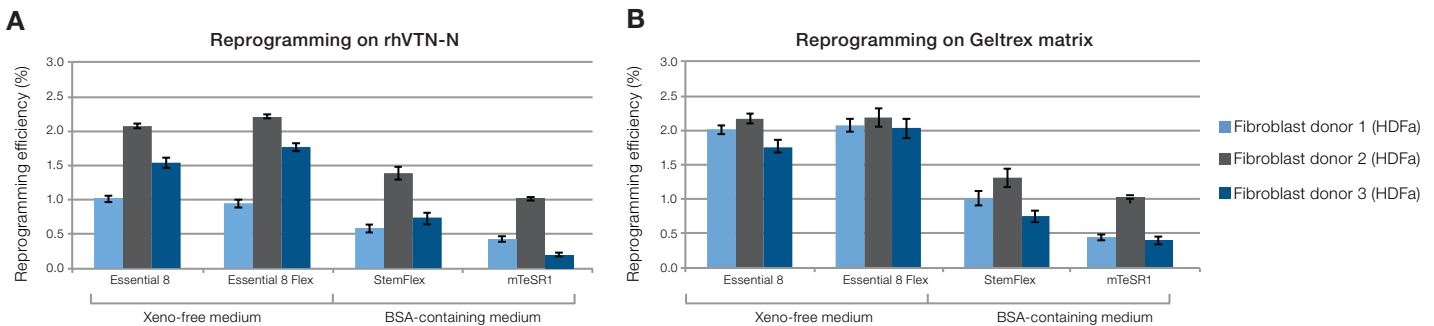 A
Reprogramming on rhVTN-N
Reprogramming efficiency (%)
3.0
2.5
2.0
1.5
1.0
0.5
0.0
Essential 8
Essential 8 Flex
StemFlex
mTeSR1
Xeno-free medium
BSA-containing medium
B
Reprogramming on Geltrex matrix
Reprogramming efficiency (%)
3.0
2.5
2.0
1.5
1.0
0.5
0.0
Essential 8
Essential 8 Flex
StemFlex
mTeSR1
Xeno-free medium
BSA-containing medium
Fibroblast donor 1 (HDFa)
Fibroblast donor 2 (HDFa)
Fibroblast donor 3 (HDFa)